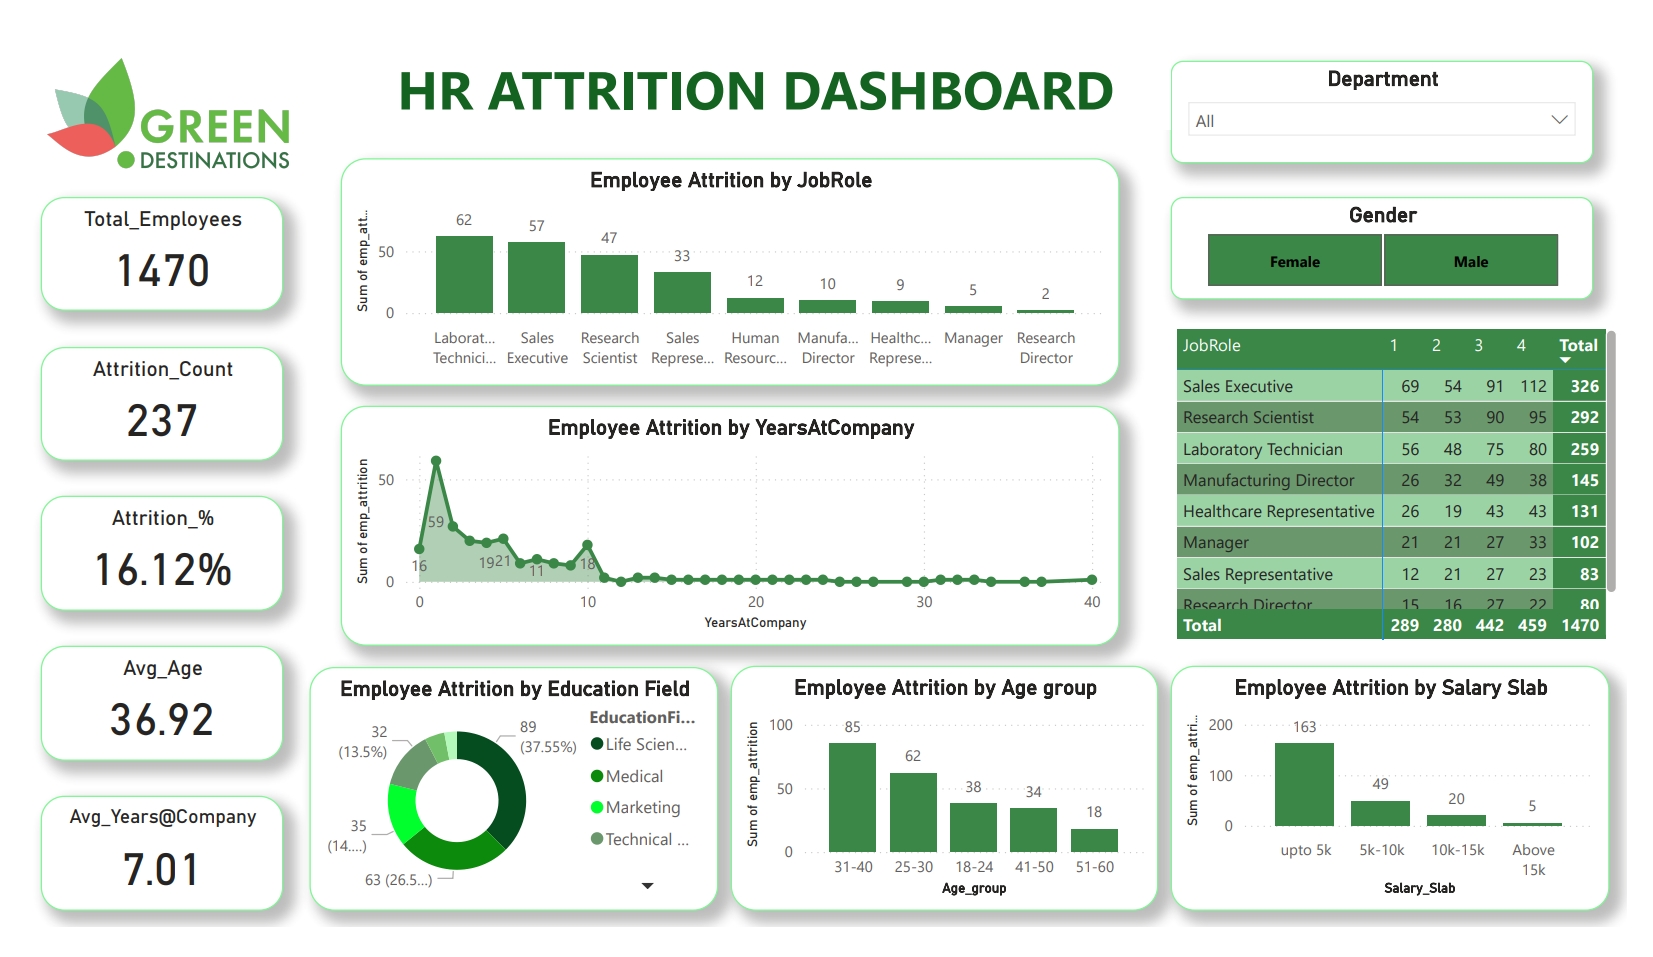 GREEN
DESTINATIONS
HR ATTRITION DASHBOARD
Department
All
Gender
Female Male
Total_Employees
1470
Attrition_Count
237
Attrition_%
16.12%
Avg_Age
36.92
Avg_Years@Company
7.01
Employee Attrition by JobRole
Sum of emp_att...
50
0
62 57 47 33 12 10 9 5 2
Laborat... Sales Research Sales Human Manufa... Healthc... Manager Research
Technici... Executive Scientist Represe... Resourc... Director Represe... Director
Employee Attrition by YearsAtCompany
Sum of emp_attrition
50
0
16 59 19 21 11 18
0 10 20 30 40
YearsAtCompany
JobRole 1 2 3 4 Total
Sales Executive 69 54 91 112 326
Research Scientist 54 53 90 95 292
Laboratory Technician 56 48 75 80 259
Manufacturing Director 26 32 49 38 145
Healthcare Representative 26 19 43 43 131
Manager 21 21 27 33 102
Sales Representative 12 21 27 23 83
Research Director 15 16 27 22 80
Total 289 280 442 459 1470
Employee Attrition by Education Field
32
(13.5%)
89
(37.55%)
35
(14....)
63 (26.5...)
EducationFi...
Life Scien...
Medical
Marketing
Technical ...
Employee Attrition by Age group
Sum of emp_attrition
100
50
0
85 62 38 34 18
31-40 25-30 18-24 41-50 51-60
Age_group
Employee Attrition by Salary Slab
Sum of emp_attri...
200
100
0
163 49 20 5
upto 5k 5k-10k 10k-15k Above
15k
Salary_Slab